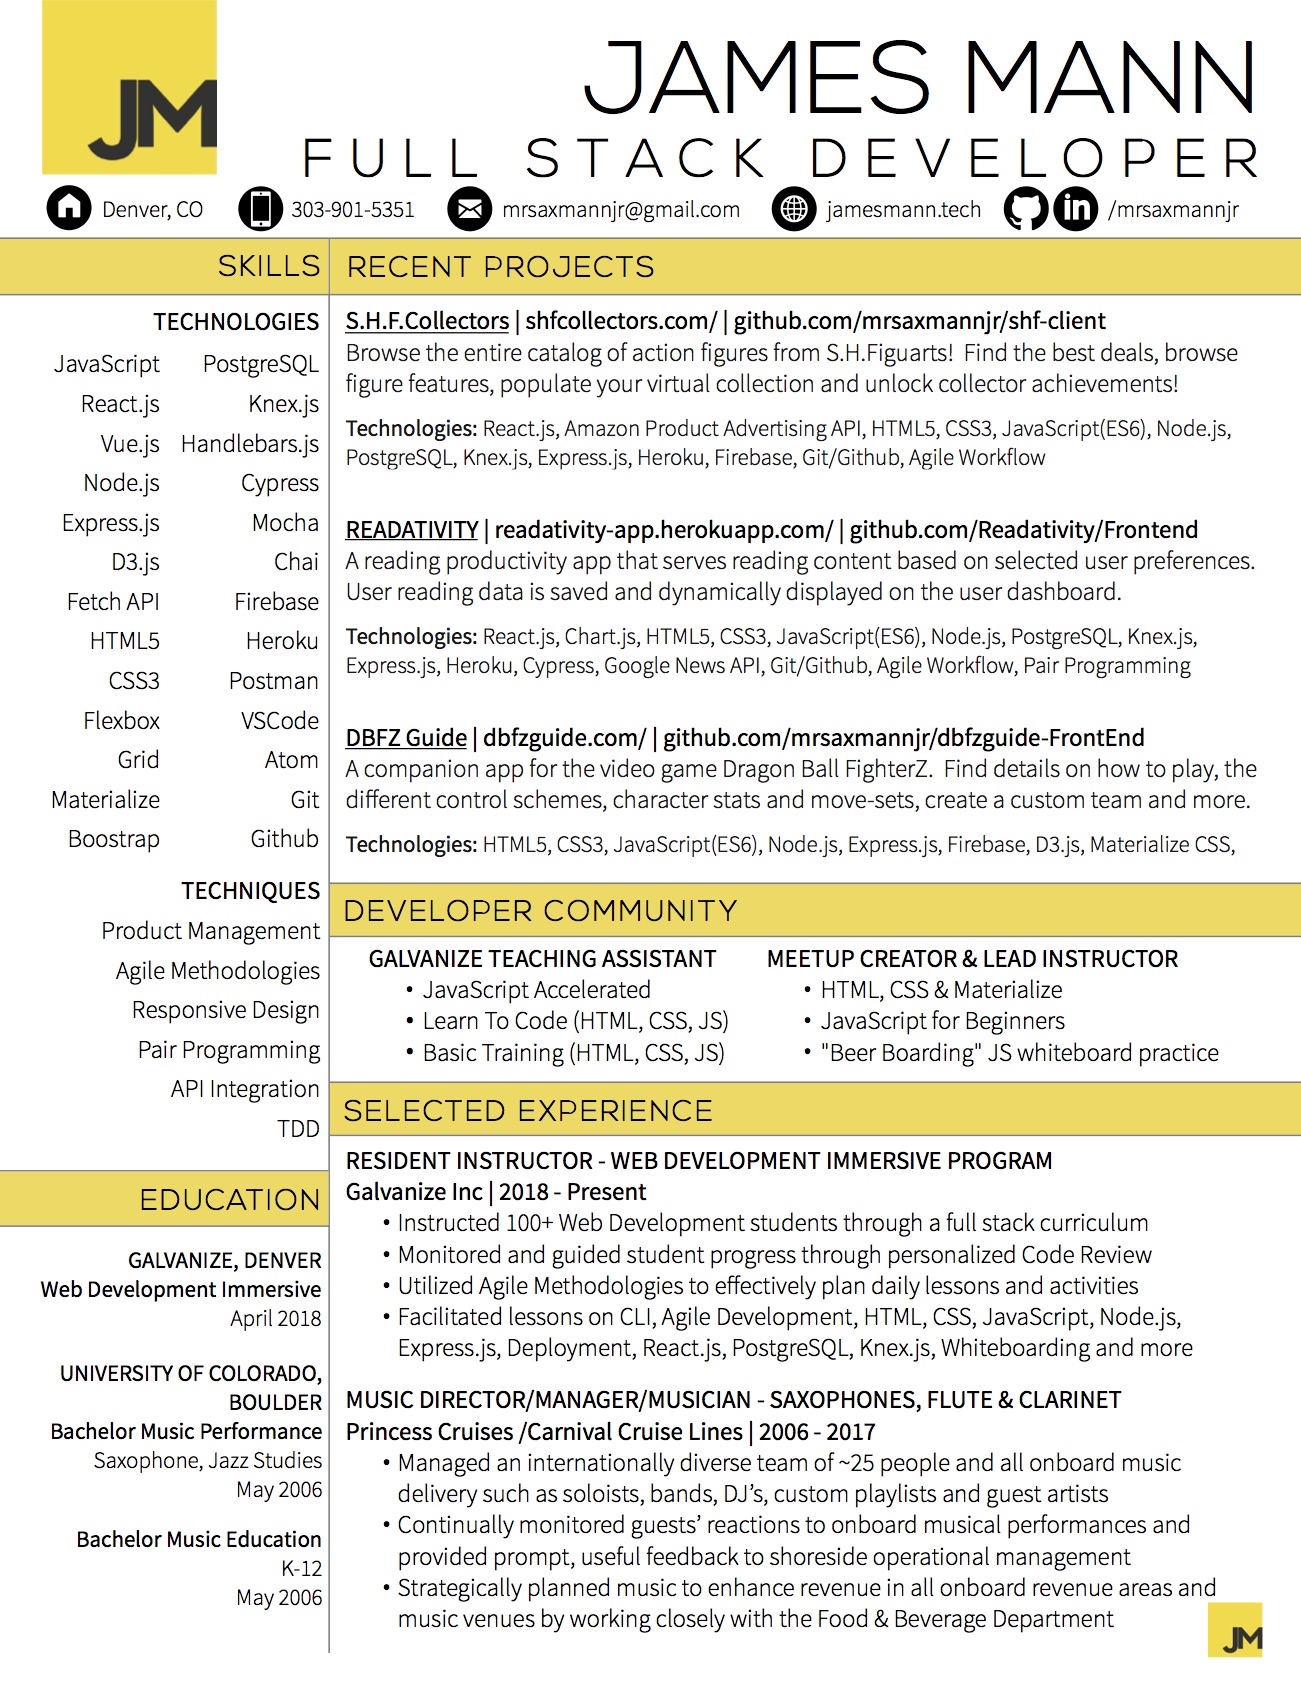 JM
JAMES MANN
FULL STACK DEVELOPER
Denver, CO 303-901-5351 mrsaxmannjr@gmail.com jamesmann.tech in /mrsaxmannjr
SKILLS
TECHNOLOGIES
JavaScript PostgreSQL
React.js Knex.js
Vue.js Handlebars.js
Node.js Cypress
Express.js Mocha
D3.js Chai
Fetch API Firebase
HTML5 Heroku
CSS3 Postman
Flexbox VSCode
Grid Atom
Materialize Git
Boostrap Github
TECHNIQUES
Product Management
Agile Methodologies
Responsive Design
Pair Programming
API Integration
TDD
EDUCATION
GALVANIZE, DENVER
Web Development Immersive
April 2018
UNIVERSITY OF COLORADO,
BOULDER
Bachelor Music Performance
Saxophone, Jazz Studies
May 2006
Bachelor Music Education
K-12
May 2006
RECENT PROJECTS
S.H.F.Collectors | shfcollectors.com/ | github.com/mrsaxmannjr/shf-client
Browse the entire catalog of action figures from S.H.Figuarts! Find the best deals, browse
figure features, populate your virtual collection and unlock collector achievements!
Technologies: React.js, Amazon Product Advertising API, HTML5, CSS3, JavaScript(ES6), Node.js,
PostgreSQL, Knex.js, Express.js, Heroku, Firebase, Git/Github, Agile Workflow
READATIVITY | readativity-app.herokuapp.com/ | github.com/Readativity/Frontend
A reading productivity app that serves reading content based on selected user preferences.
User reading data is saved and dynamically displayed on the user dashboard.
Technologies: React.js, Chart.js, HTML5, CSS3, JavaScript(ES6), Node.js, PostgreSQL, Knex.js,
Express.js, Heroku, Cypress, Google News API, Git/Github, Agile Workflow, Pair Programming
DBFZ Guide | dbfzguide.com/ | github.com/mrsaxmannjr/dbfzguide-FrontEnd
A companion app for the video game Dragon Ball FighterZ. Find details on how to play, the
different control schemes, character stats and move-sets, create a custom team and more.
Technologies: HTML5, CSS3, JavaScript(ES6), Node.js, Express.js, Firebase, D3.js, Materialize CSS,
DEVELOPER COMMUNITY
GALVANIZE TEACHING ASSISTANT
• JavaScript Accelerated
• Learn To Code (HTML, CSS, JS)
• Basic Training (HTML, CSS, JS)
MEETUP CREATOR & LEAD INSTRUCTOR
• HTML, CSS & Materialize
• JavaScript for Beginners
• "Beer Boarding" JS whiteboard practice
SELECTED EXPERIENCE
RESIDENT INSTRUCTOR - WEB DEVELOPMENT IMMERSIVE PROGRAM
Galvanize Inc | 2018 - Present
• Instructed 100+ Web Development students through a full stack curriculum
• Monitored and guided student progress through personalized Code Review
• Utilized Agile Methodologies to effectively plan daily lessons and activities
• Facilitated lessons on CLI, Agile Development, HTML, CSS, JavaScript, Node.js,
Express.js, Deployment, React.js, PostgreSQL, Knex.js, Whiteboarding and more
MUSIC DIRECTOR/MANAGER/MUSICIAN - SAXOPHONES, FLUTE & CLARINET
Princess Cruises /Carnival Cruise Lines | 2006 - 2017
• Managed an internationally diverse team of ~25 people and all onboard music
delivery such as soloists, bands, DJ's, custom playlists and guest artists
• Continually monitored guests' reactions to onboard musical performances and
provided prompt, useful feedback to shoreside operational management
• Strategically planned music to enhance revenue in all onboard revenue areas and
music venues by working closely with the Food & Beverage Department
JM